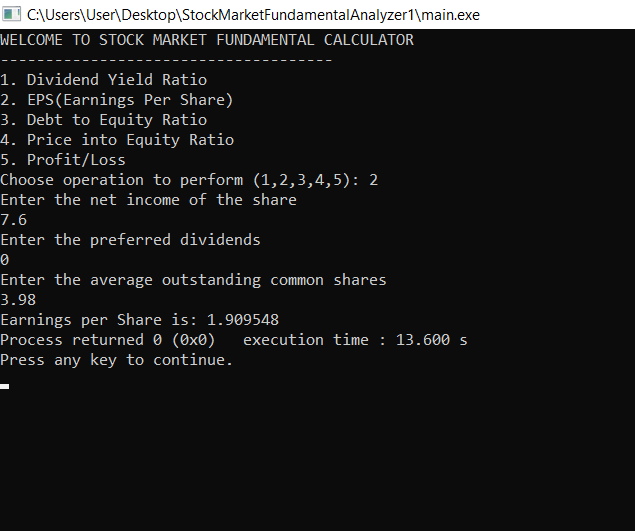 C:\Users\User\Desktop\StockMarketFundamentalAnalyzer1\main.exe
WELCOME TO STOCK MARKET FUNDAMENTAL CALCULATOR
-------------------------------------
1. Dividend Yield Ratio
2. EPS(Earnings Per Share)
3. Debt to Equity Ratio
4. Price into Equity Ratio
5. Profit/Loss
Choose operation to perform (1,2,3,4,5): 2
Enter the net income of the share
7.6
Enter the preferred dividends
0
Enter the average outstanding common shares
3.98
Earnings per Share is: 1.909548
Process returned 0 (0x0)   execution time : 13.600 s
Press any key to continue.